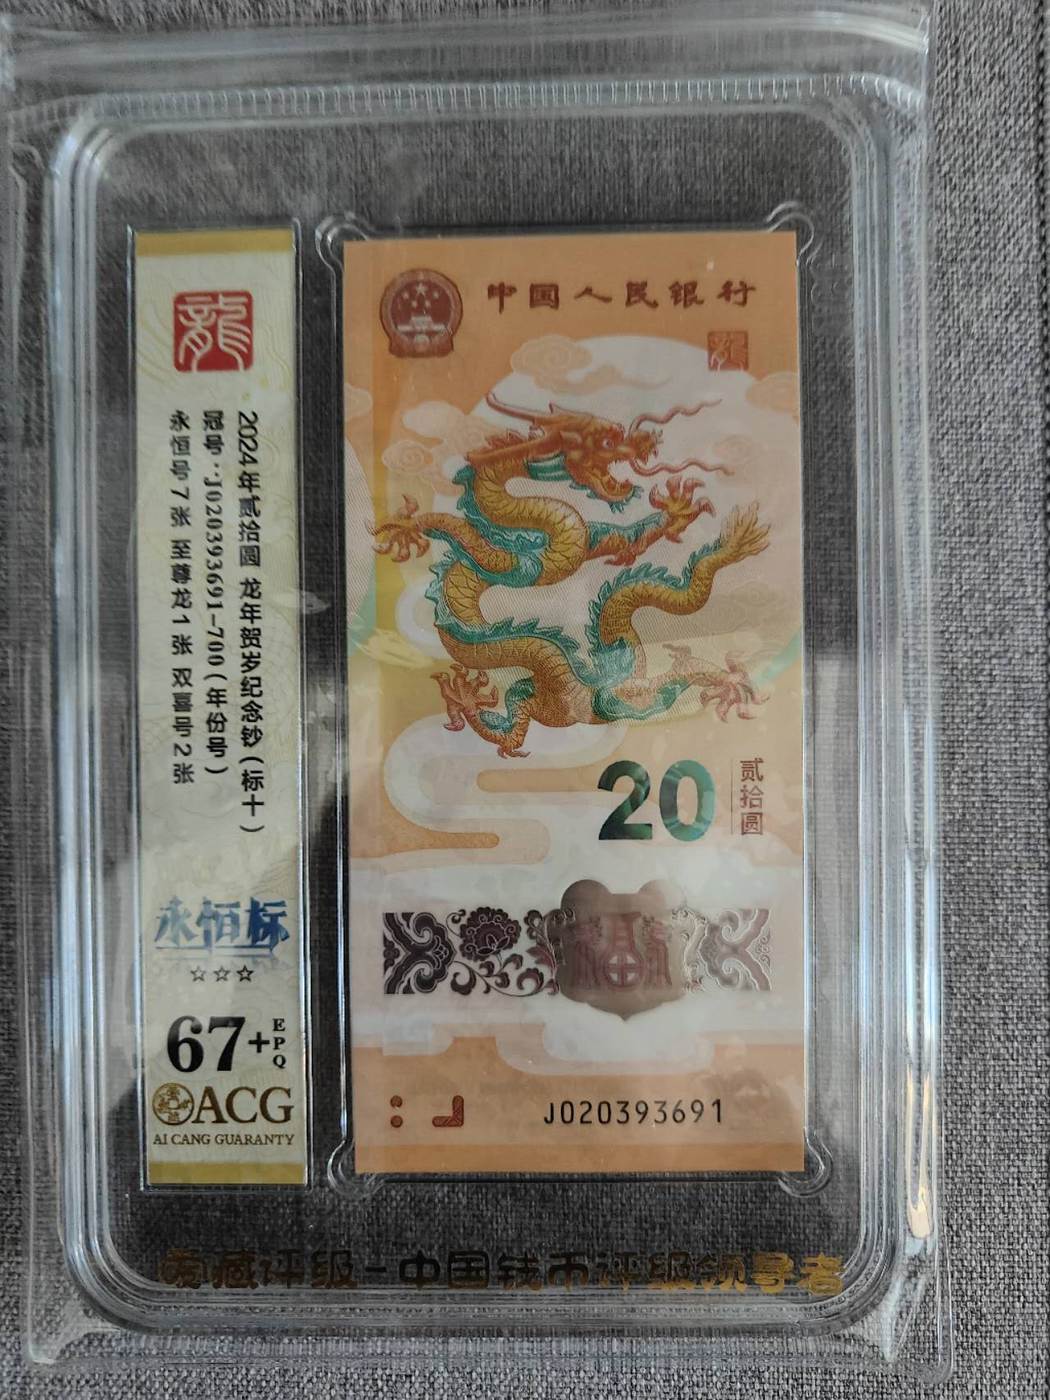 龍
2024年贰拾圆 龙年贺岁纪念钞(标十)
冠号:J020393691-700(年份号)
永恒号7张 至尊龙1张 双喜号2张
永恒标
☆☆☆
67+
EPQ
ACG
AI CANG GUARANTY
中国人民银行
龍
20
贰拾圆
福
J020393691
爱藏评级-中国钱币评级领导者